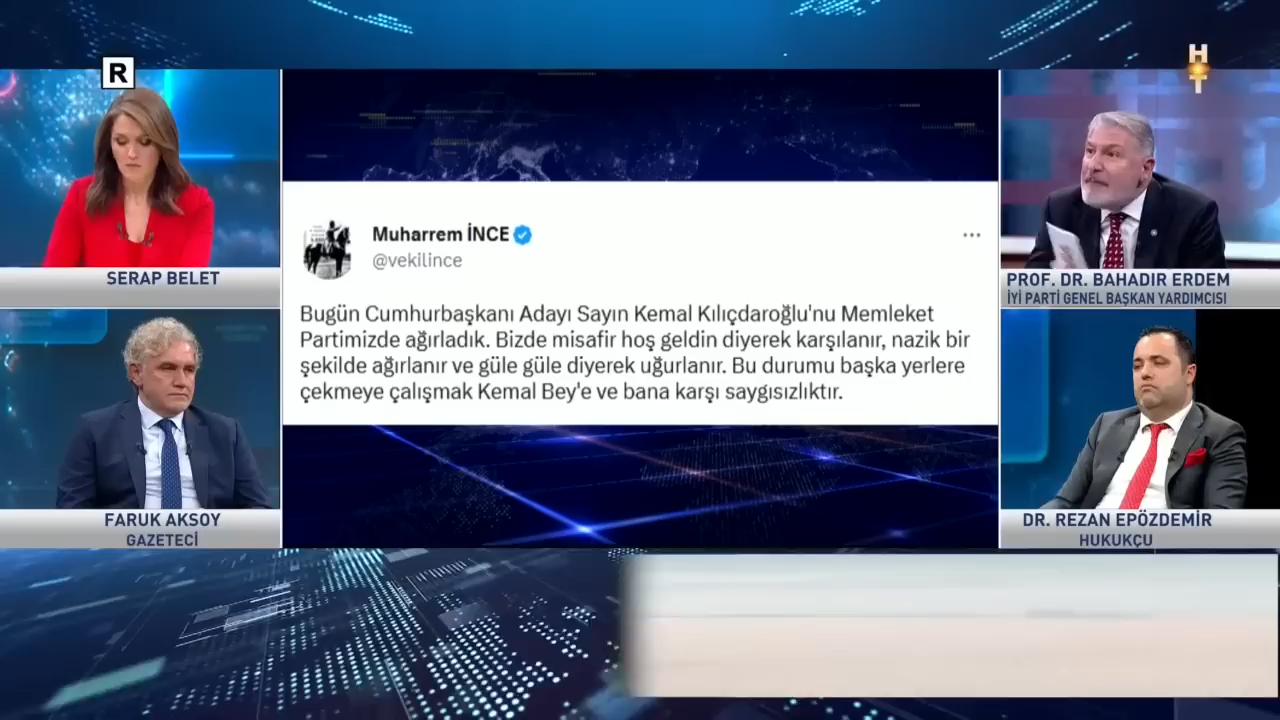 R
H
T
SERAP BELET
Muharrem İNCE
@vekilince
Bugün Cumhurbaşkanı Adayı Sayın Kemal Kılıçdaroğlu'nu Memleket
Partimizde ağırladık. Bizde misafir hoş geldin diyerek karşılanır, nazik bir
şekilde ağırlanır ve güle güle diyerek uğurlanır. Bu durumu başka yerlere
çekmeye çalışmak Kemal Bey'e ve bana karşı saygısızlıktır.
PROF. DR. BAHADIR ERDEM
İYİ PARTİ GENEL BAŞKAN YARDIMCISI
FARUK AKSOY
GAZETECİ
DR. REZAN EPÖZDEMİR
HUKUKÇU